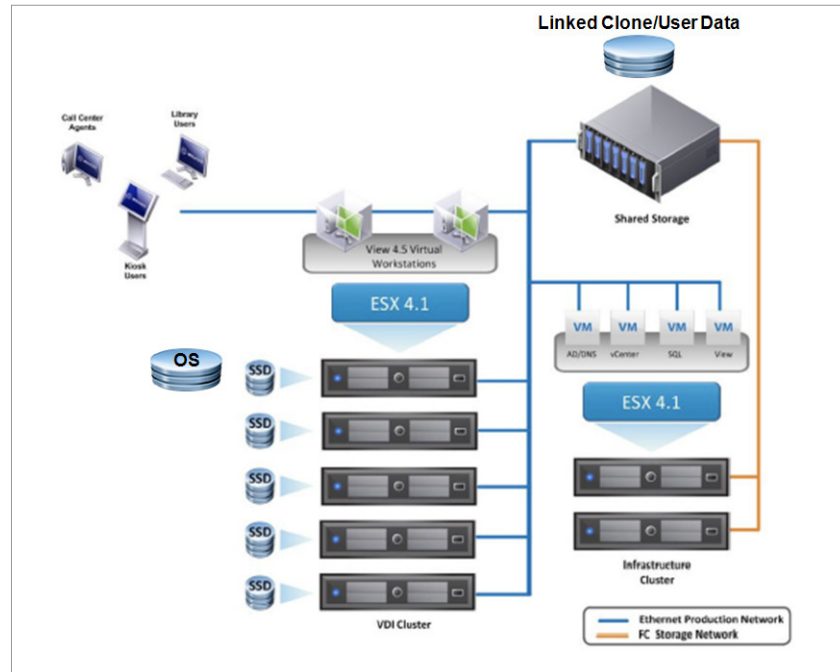 Linked Clone/User Data
Call Center
Agents
Library
Users
Kiosk
Users
Shared Storage
View 4.5 Virtual
Workstations
ESX 4.1
VM
VM
VM
VM
AD/DNS
vCenter
SQL
View
OS
SSD
SSD
SSD
SSD
SSD
ESX 4.1
Infrastructure
Cluster
VDI Cluster
Ethernet Production Network
FC Storage Network